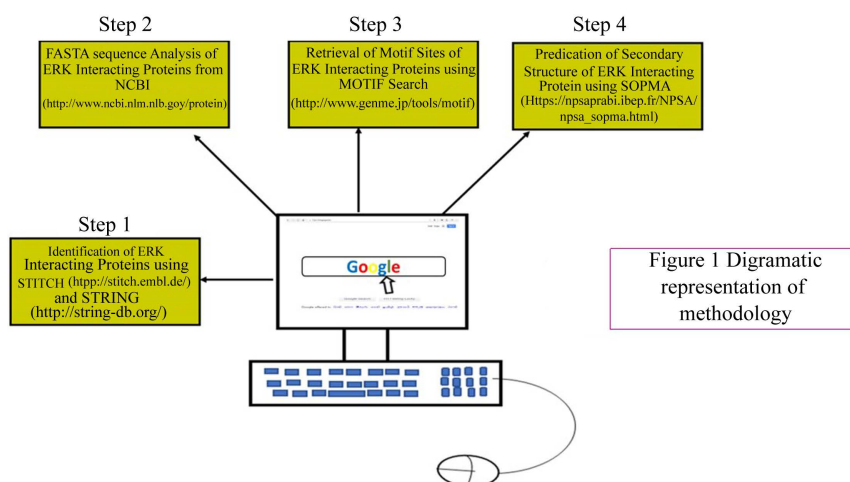 Step 2
FASTA sequence Analysis of
ERK Interacting Proteins from
NCBI
(http://www.ncbi.nlm.nlb.goy/protein)
Step 3
Retrieval of Motif Sites of
ERK Interacting Proteins using
MOTIF Search
(http://www.genme.jp/tools/motif)
Step 4
Predication of Secondary
Structure of ERK Interacting
Protein using SOPMA
(Https://npsaprabi.ibep.fr/NPSA/
npsa_sopma.html)
Step 1
Identification of ERK
Interacting Proteins using
STITCH (htpp://stitch.embl.de/)
and STRING
(http://string-db.org/)
Google
Figure 1 Digramatic
representation of
methodology